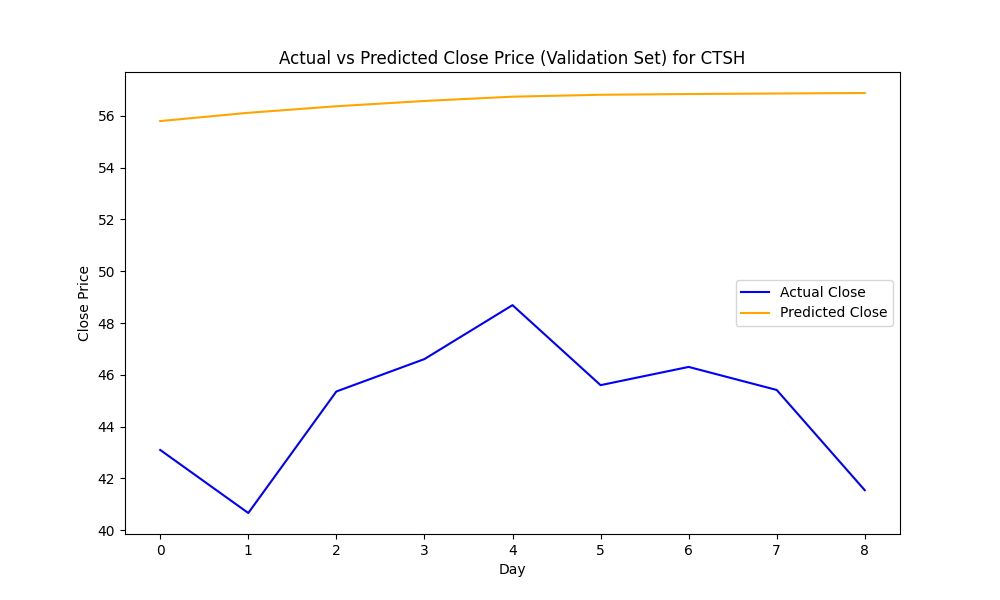 Actual vs Predicted Close Price (Validation Set) for CTSH
56
54
52
50
48
46
44
42
40
Close Price
Actual Close
Predicted Close
0 1 2 3 4 5 6 7 8
Day